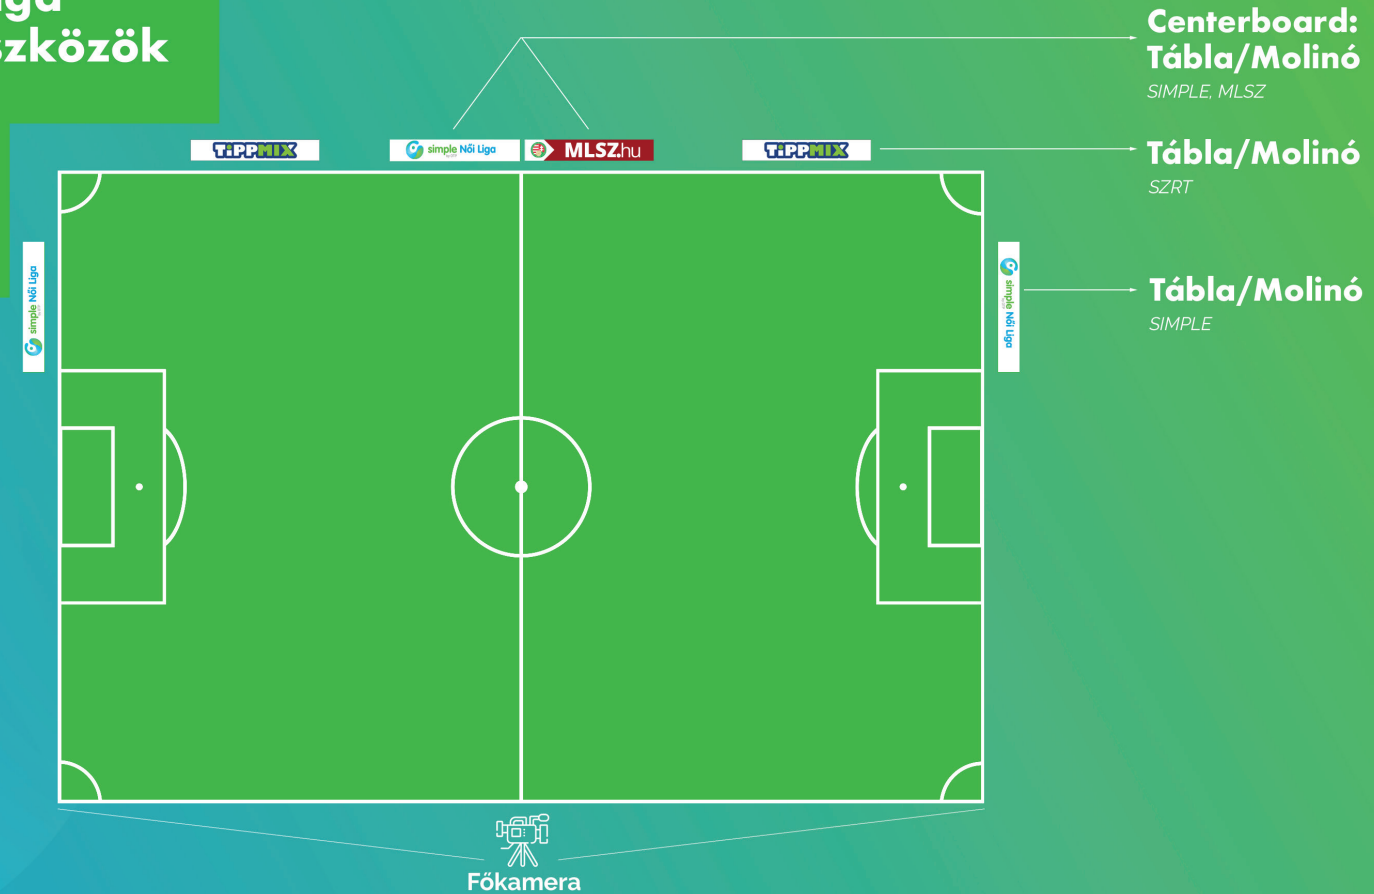 szközök
Centerboard:
Tábla/Molinó
SIMPLE, MLSZ
TiPPMIX
simple Női Liga
MLSZ.hu
TiPPMIX
Tábla/Molinó
SZRT
simple Női Liga
simple Női Liga
Tábla/Molinó
SIMPLE
Főkamera